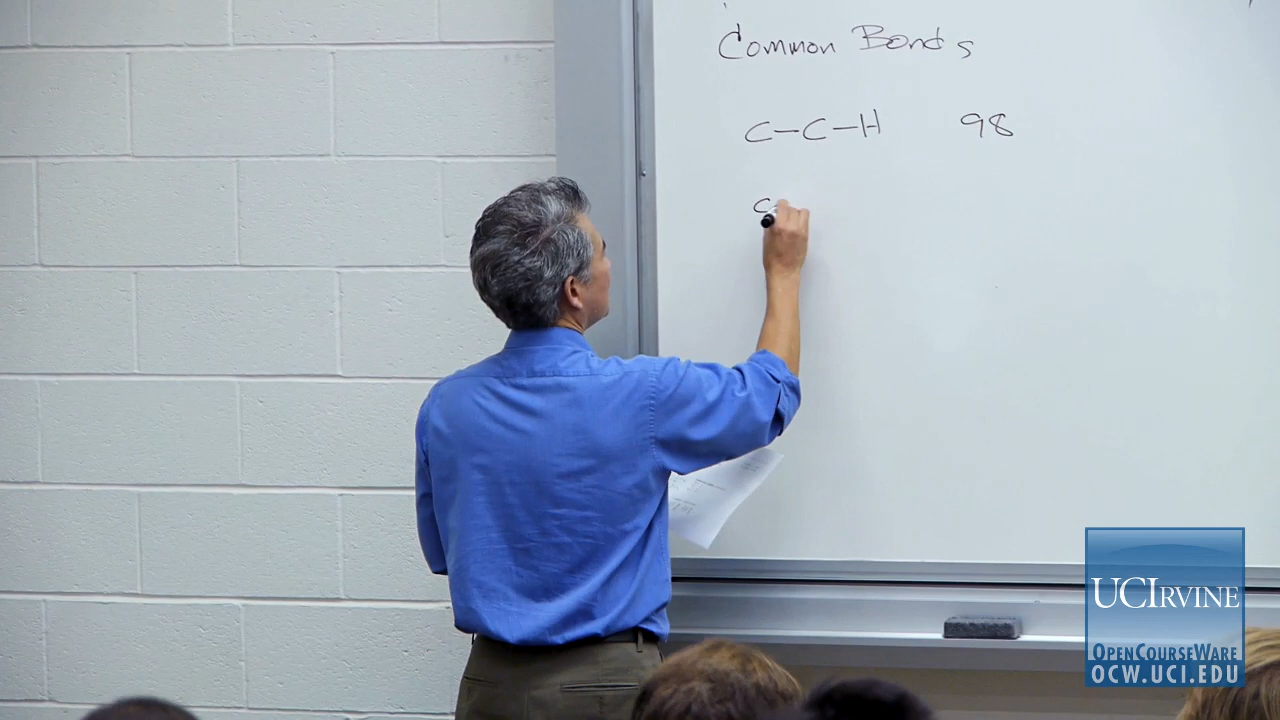 Common Bonds
C-C-H 98
C
UCIRVINE
OPENCOURSEWARE
OCW.UCI.EDU